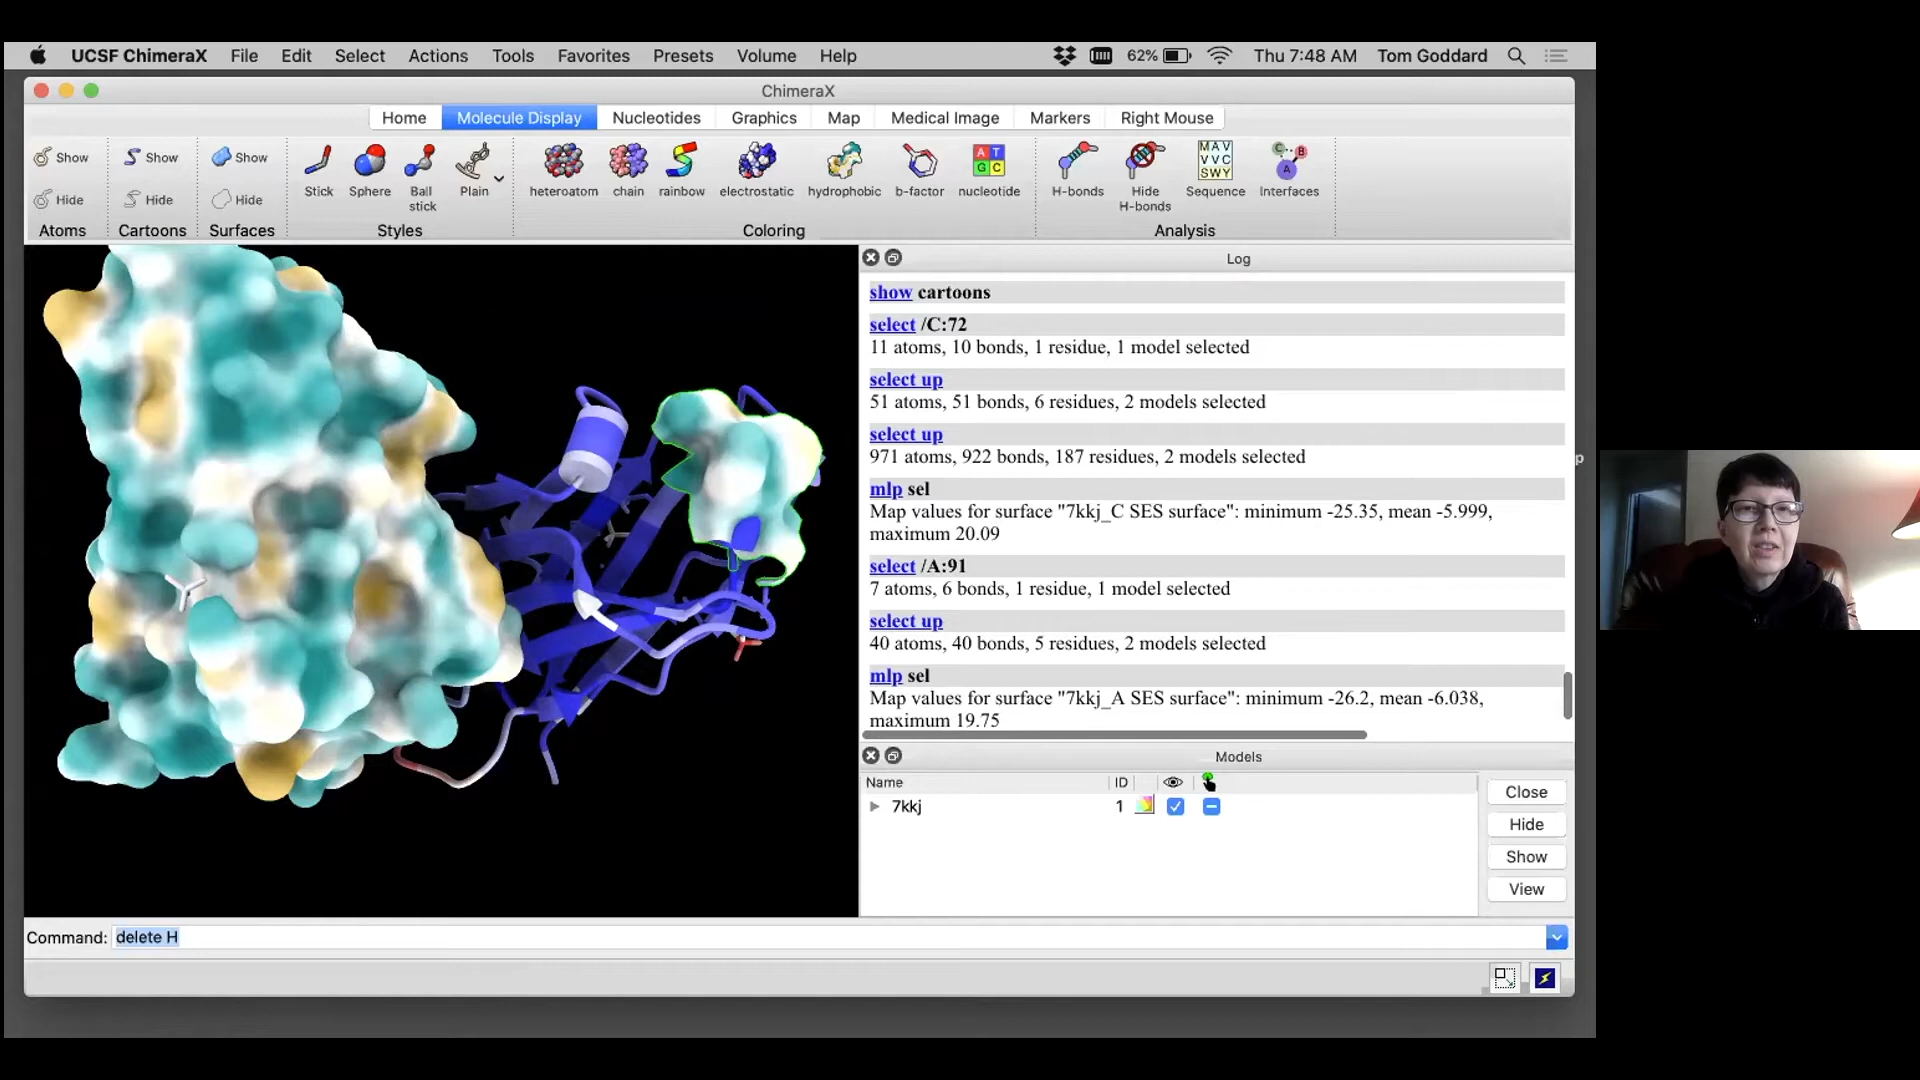 UCSF ChimeraX File Edit Select Actions Tools Favorites Presets Volume Help 62% Thu 7:48 AM Tom Goddard
ChimeraX
Home Molecule Display Nucleotides Graphics Map Medical Image Markers Right Mouse
Show Show Show
Hide Hide Hide
Atoms Cartoons Surfaces
Stick Sphere Ball stick Plain
Styles
heteroatom chain rainbow electrostatic hydrophobic b-factor nucleotide
Coloring
A T
G C
H-bonds Hide H-bonds Sequence Interfaces
MAV
VVC
SWY
C B
A
Analysis
Log
show cartoons
select /C:72
11 atoms, 10 bonds, 1 residue, 1 model selected
select up
51 atoms, 51 bonds, 6 residues, 2 models selected
select up
971 atoms, 922 bonds, 187 residues, 2 models selected
mlp sel
Map values for surface "7kkj_C SES surface": minimum -25.35, mean -5.999,
maximum 20.09
select /A:91
7 atoms, 6 bonds, 1 residue, 1 model selected
select up
40 atoms, 40 bonds, 5 residues, 2 models selected
mlp sel
Map values for surface "7kkj_A SES surface": minimum -26.2, mean -6.038,
maximum 19.75
p
Models
Name ID
7kkj 1
Close
Hide
Show
View
Command: delete H